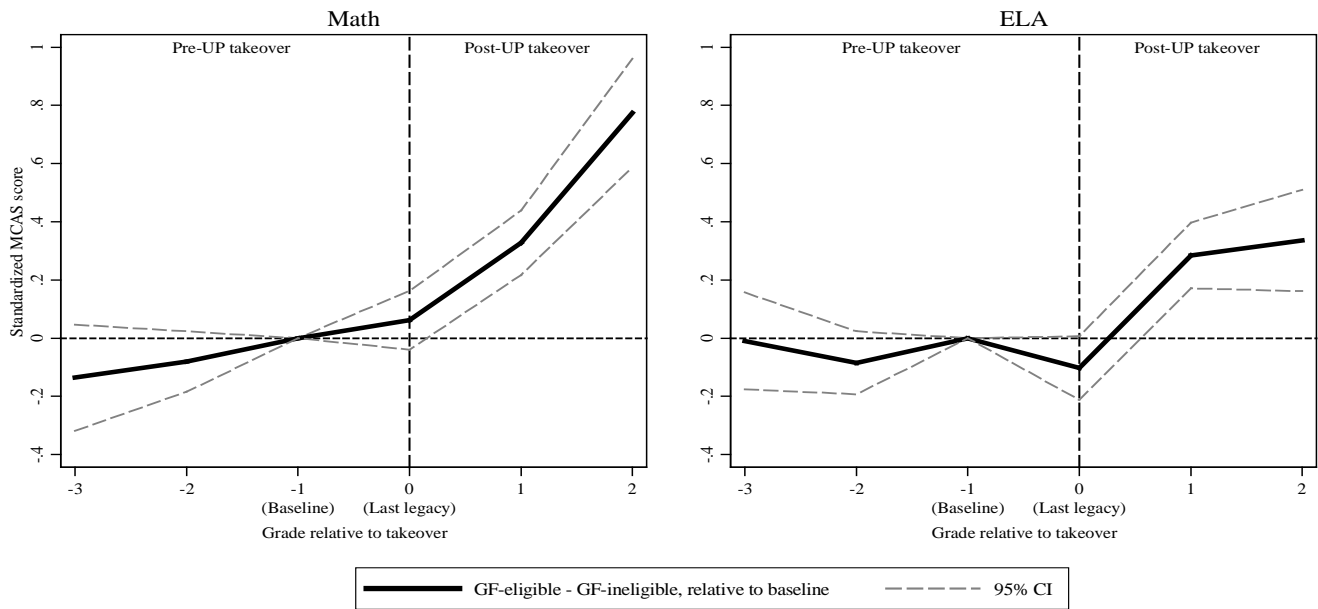 Math
Pre-UP takeover
Post-UP takeover
Standardized MCAS score
1
.8
.6
.4
.2
0
-.2
-.4
-3
-2
-1
0
1
2
(Baseline)
(Last legacy)
Grade relative to takeover
ELA
Pre-UP takeover
Post-UP takeover
1
.8
.6
.4
.2
0
-.2
-.4
-3
-2
-1
0
1
2
(Baseline)
(Last legacy)
Grade relative to takeover
GF-eligible - GF-ineligible, relative to baseline
95% CI